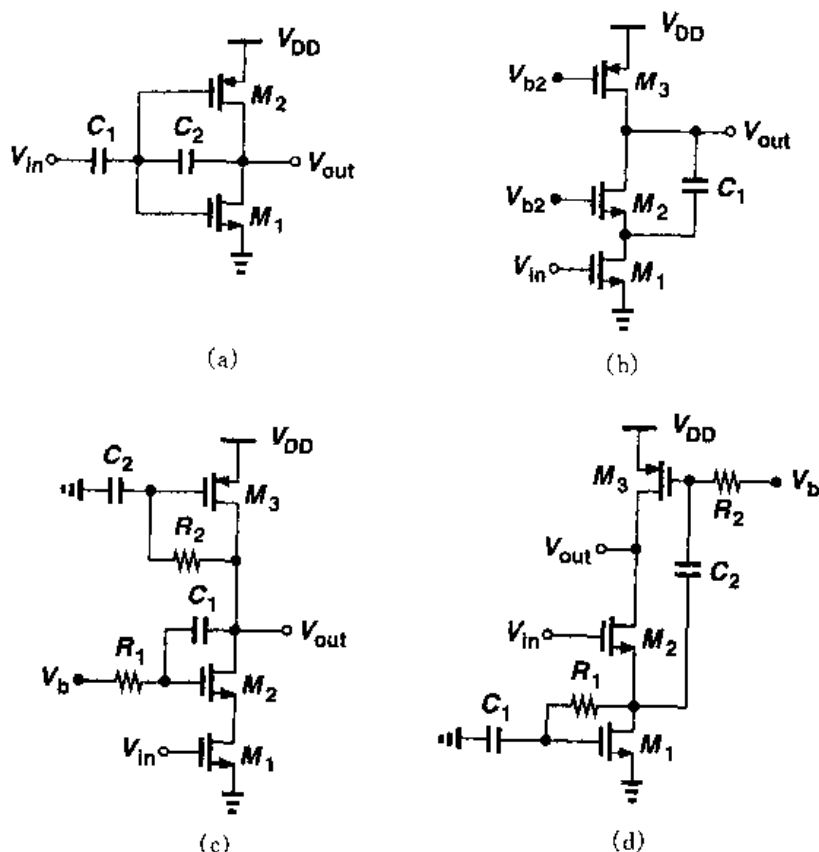 V_DD
M_2
C_1
C_2
V_in
V_out
M_1
(a)
V_DD
V_b2
M_3
V_out
C_1
V_b2
M_2
V_in
M_1
(b)
V_DD
C_2
M_3
R_2
C_1
V_out
R_1
V_b
M_2
V_in
M_1
(c)
V_DD
M_3
V_b
R_2
V_out
C_2
V_in
M_2
R_1
C_1
M_1
(d)